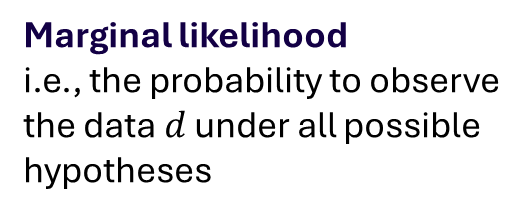 Marginal likelihood
i.e., the probability to observe
the data d under all possible
hypotheses